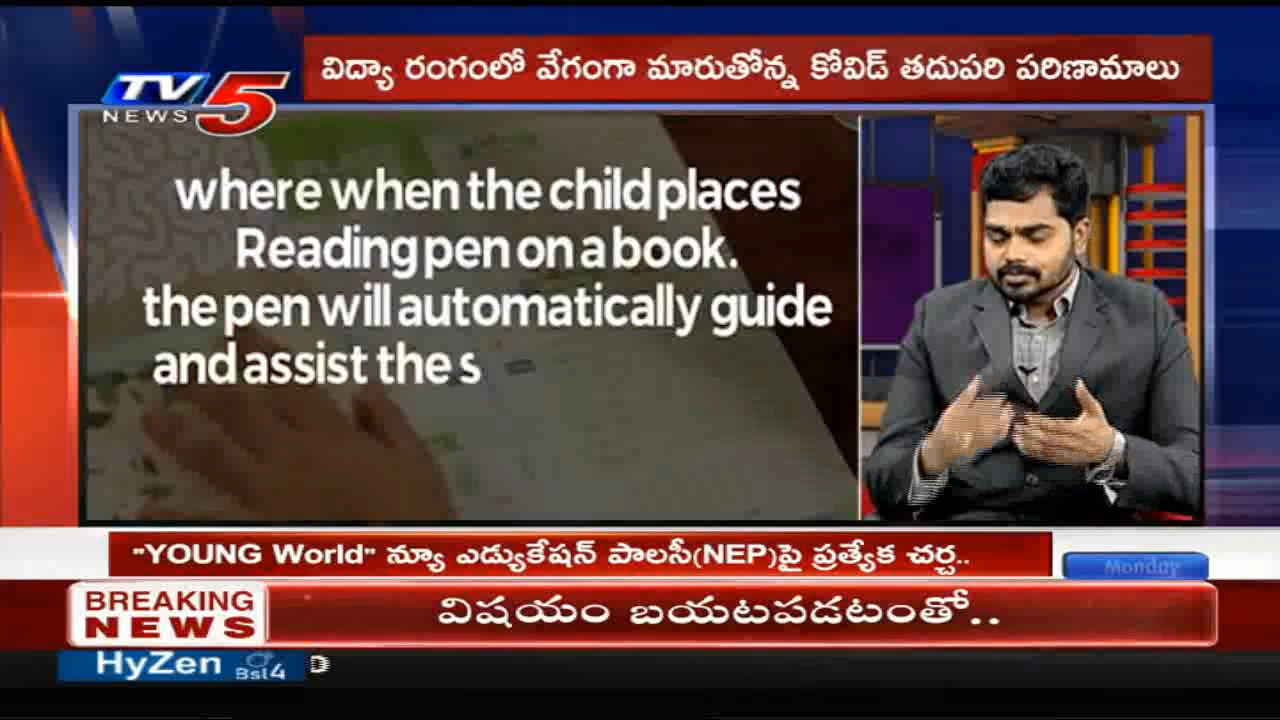 విద్యా రంగంలో వేగంగా మారుతోన్న కోవిడ్ తదుపరి పరిణామాలు
TV5
NEWS
where when the child places
Reading pen on a book.
the pen will automatically guide
and assist the s
"YOUNG World" న్యూ ఎడ్యుకేషన్ పాలసీ(NEP)పై ప్రత్యేక చర్చ..
Monday
BREAKING
NEWS
విషయం బయటపడటంతో..
HyZen